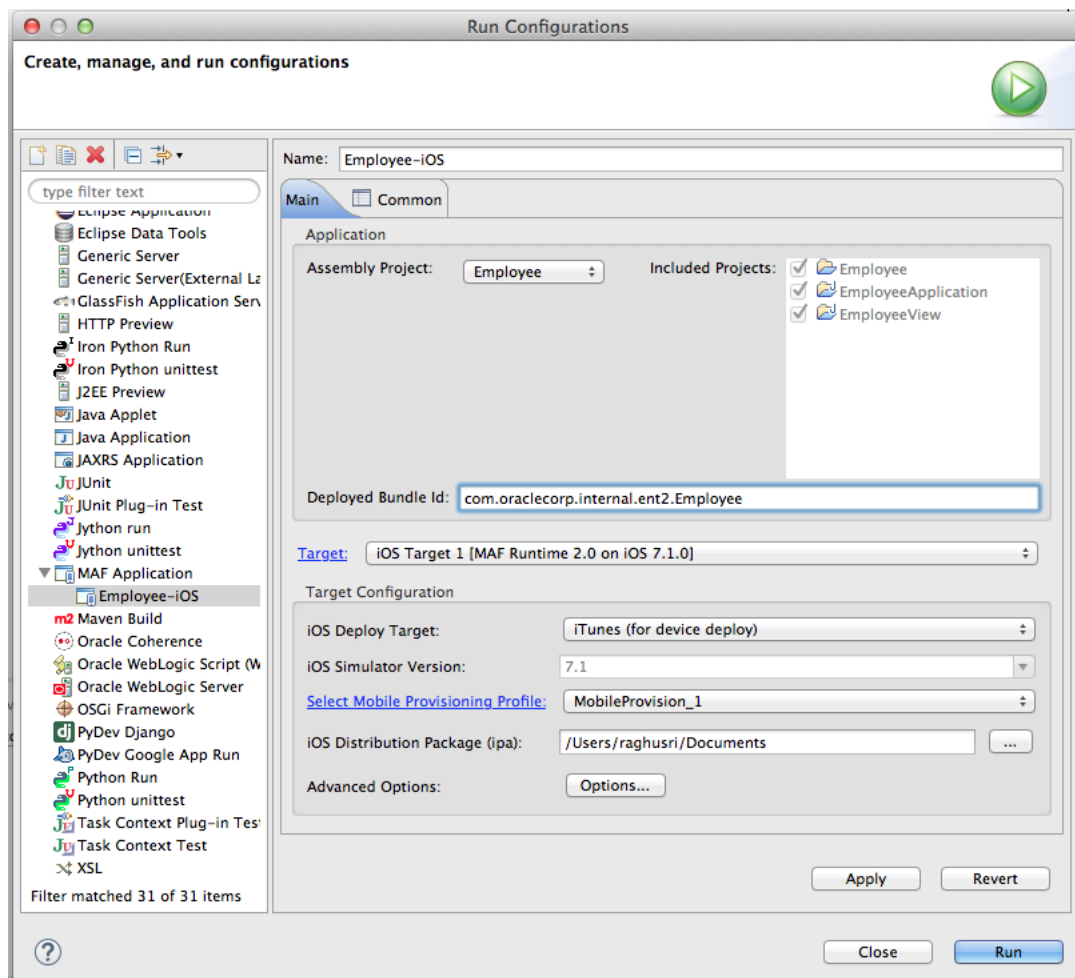 Run Configurations
Create, manage, and run configurations
type filter text
Eclipse Application
Eclipse Data Tools
Generic Server
Generic Server(External La
GlassFish Application Serv
HTTP Preview
Iron Python Run
Iron Python unittest
J2EE Preview
Java Applet
Java Application
JAXRS Application
JUnit
JUnit Plug-in Test
Jython run
Jython unittest
MAF Application
Employee-iOS
m2 Maven Build
Oracle Coherence
Oracle WebLogic Script (W
Oracle WebLogic Server
OSGi Framework
dj PyDev Django
PyDev Google App Run
Python Run
Python unittest
Task Context Plug-in Tes
Task Context Test
XSL
Filter matched 31 of 31 items
Name: Employee-iOS
Main Common
Application
Assembly Project: Employee
Included Projects: Employee
EmployeeApplication
EmployeeView
Deployed Bundle Id: com.oraclecorp.internal.ent2.Employee
Target: iOS Target 1 [MAF Runtime 2.0 on iOS 7.1.0]
Target Configuration
iOS Deploy Target: iTunes (for device deploy)
iOS Simulator Version: 7.1
Select Mobile Provisioning Profile: MobileProvision_1
iOS Distribution Package (ipa): /Users/raghusri/Documents ...
Advanced Options: Options...
Apply Revert
? Close Run